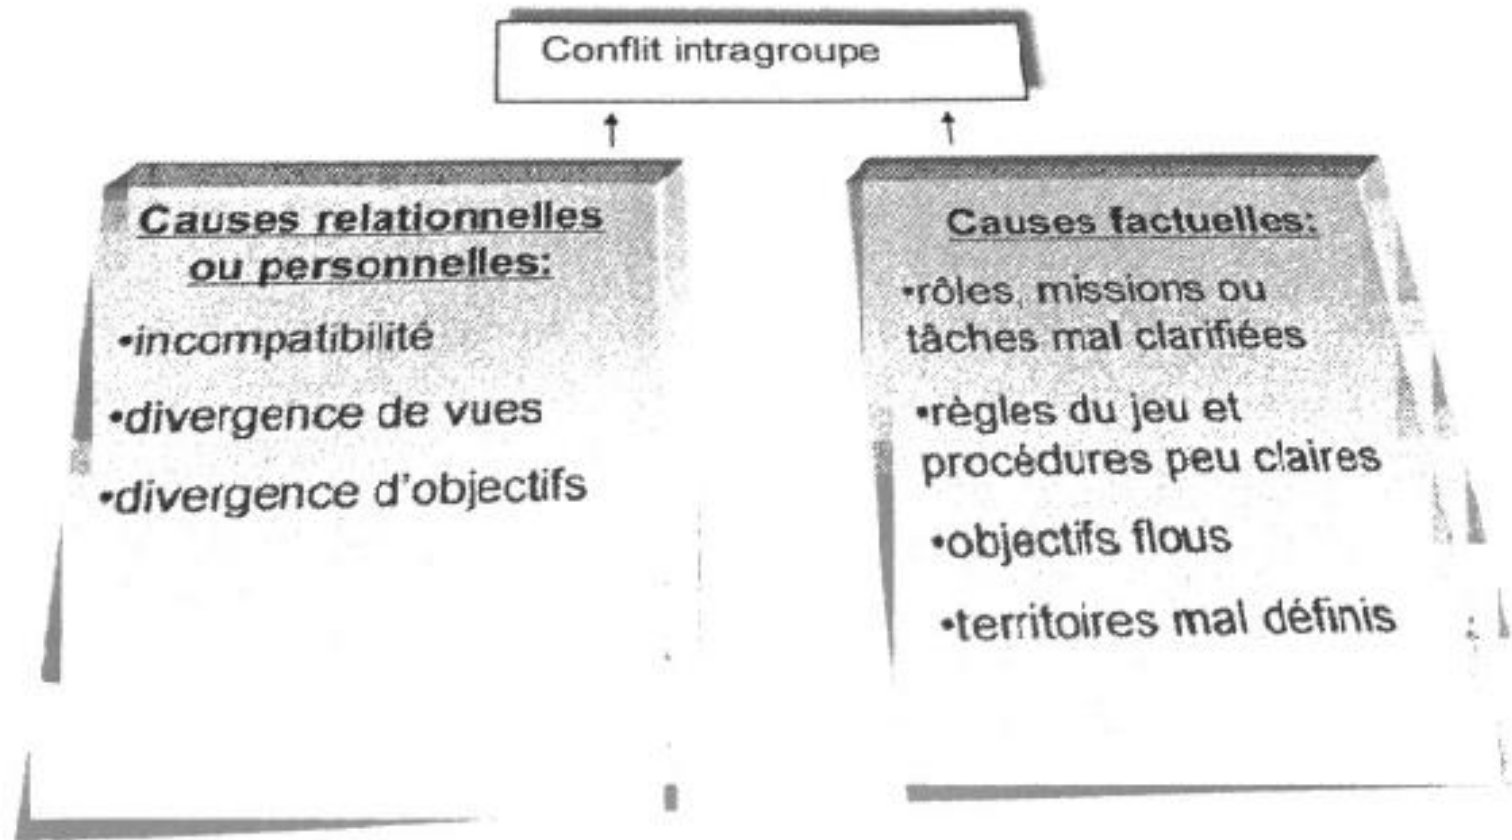 Conflit intragroupe
Causes relationnelles
ou personnelles:
•incompatibilité
•divergence de vues
•divergence d'objectifs
Causes factuelles:
•rôles, missions ou
tâches mal clarifiées
•règles du jeu et
procédures peu claires
•objectifs flous
•territoires mal définis